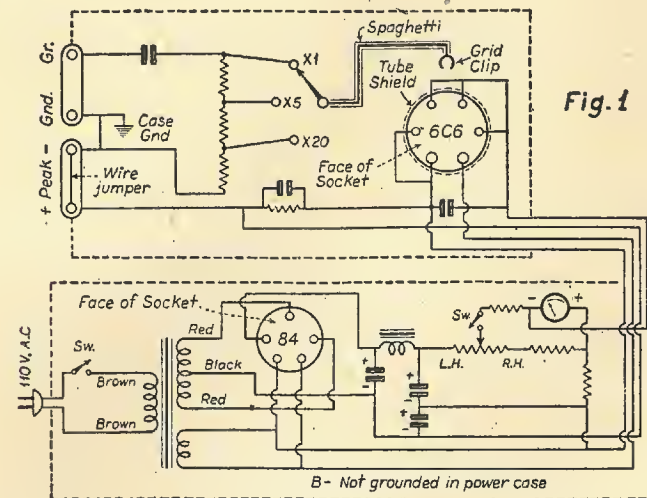 Gr.
Gnd.
Case
Gnd
- Peak +
Wire
jumper
X1
X5
X20
Spaghetti
Grid
Clip
Tube
Shield
6C6
Face of
Socket
Fig. 1
110V. A.C
Sw.
Brown
Brown
Face of Socket
Red
Black
Red
84
+
-
+
-
+
-
Sw.
- +
L.H. R.H.
B- Not grounded in power case